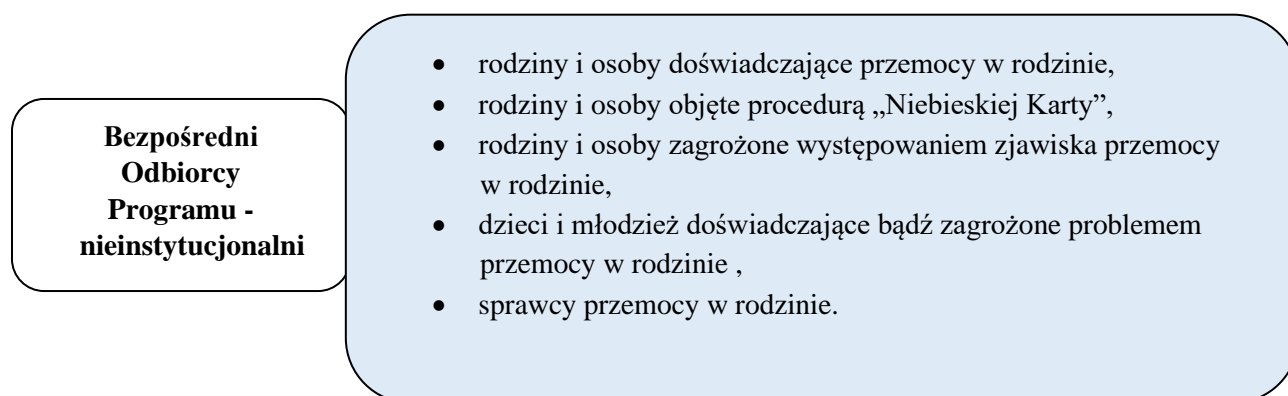 Bezpośredni
Odbiorcy
Programu -
nieinstytucjonalni
• rodziny i osoby doświadczające przemocy w rodzinie,
• rodziny i osoby objęte procedurą „Niebieskiej Karty”,
• rodziny i osoby zagrożone występowaniem zjawiska przemocy
w rodzinie,
• dzieci i młodzież doświadczające bądź zagrożone problemem
przemocy w rodzinie ,
• sprawcy przemocy w rodzinie.